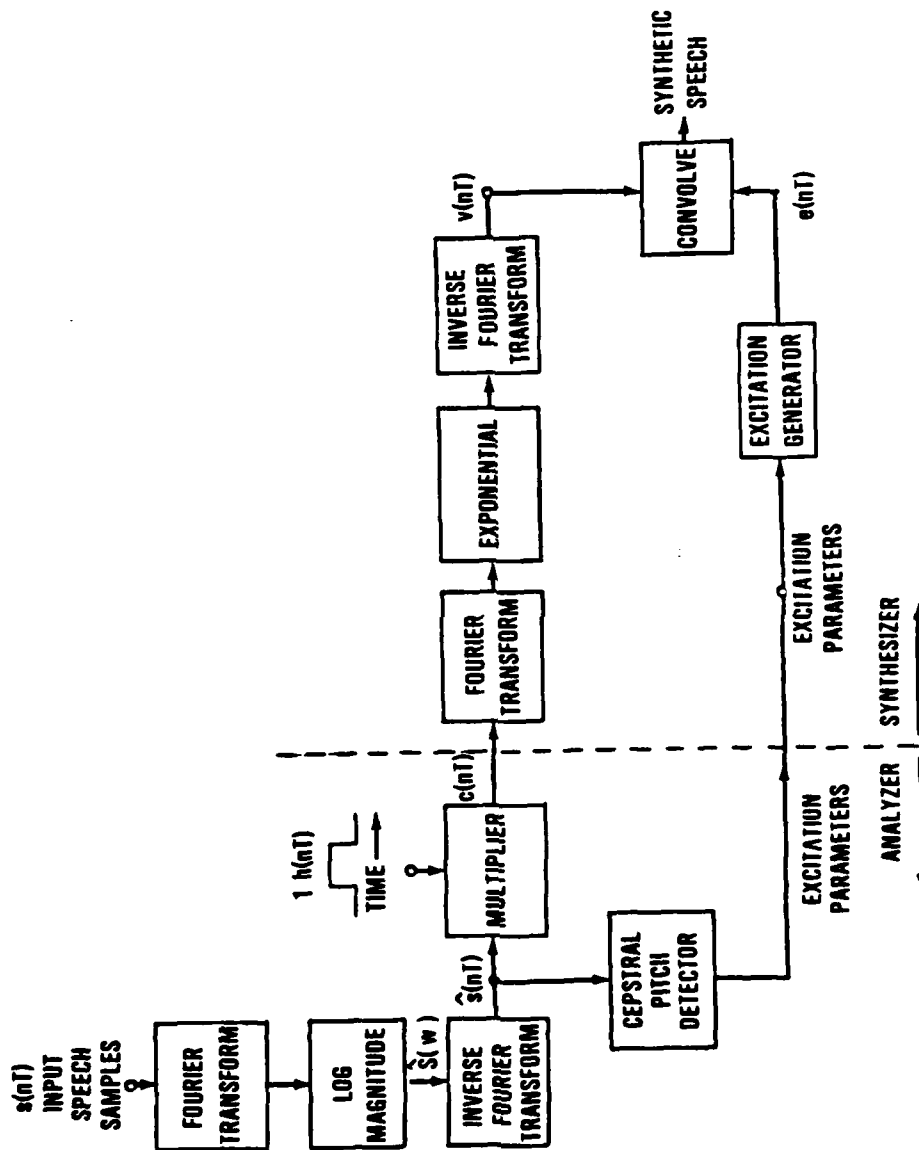 s(nT)
INPUT
SPEECH
SAMPLES
FOURIER
TRANSFORM
LOG
MAGNITUDE
Ŝ(w)
INVERSE
FOURIER
TRANSFORM
ŝ(nT)
1 h(nT)
TIME
MULTIPLIER
c(nT)
CEPSTRAL
PITCH
DETECTOR
EXCITATION
PARAMETERS
ANALYZER
SYNTHESIZER
FOURIER
TRANSFORM
EXPONENTIAL
INVERSE
FOURIER
TRANSFORM
v(nT)
EXCITATION
PARAMETERS
EXCITATION
GENERATOR
e(nT)
CONVOLVE
SYNTHETIC
SPEECH